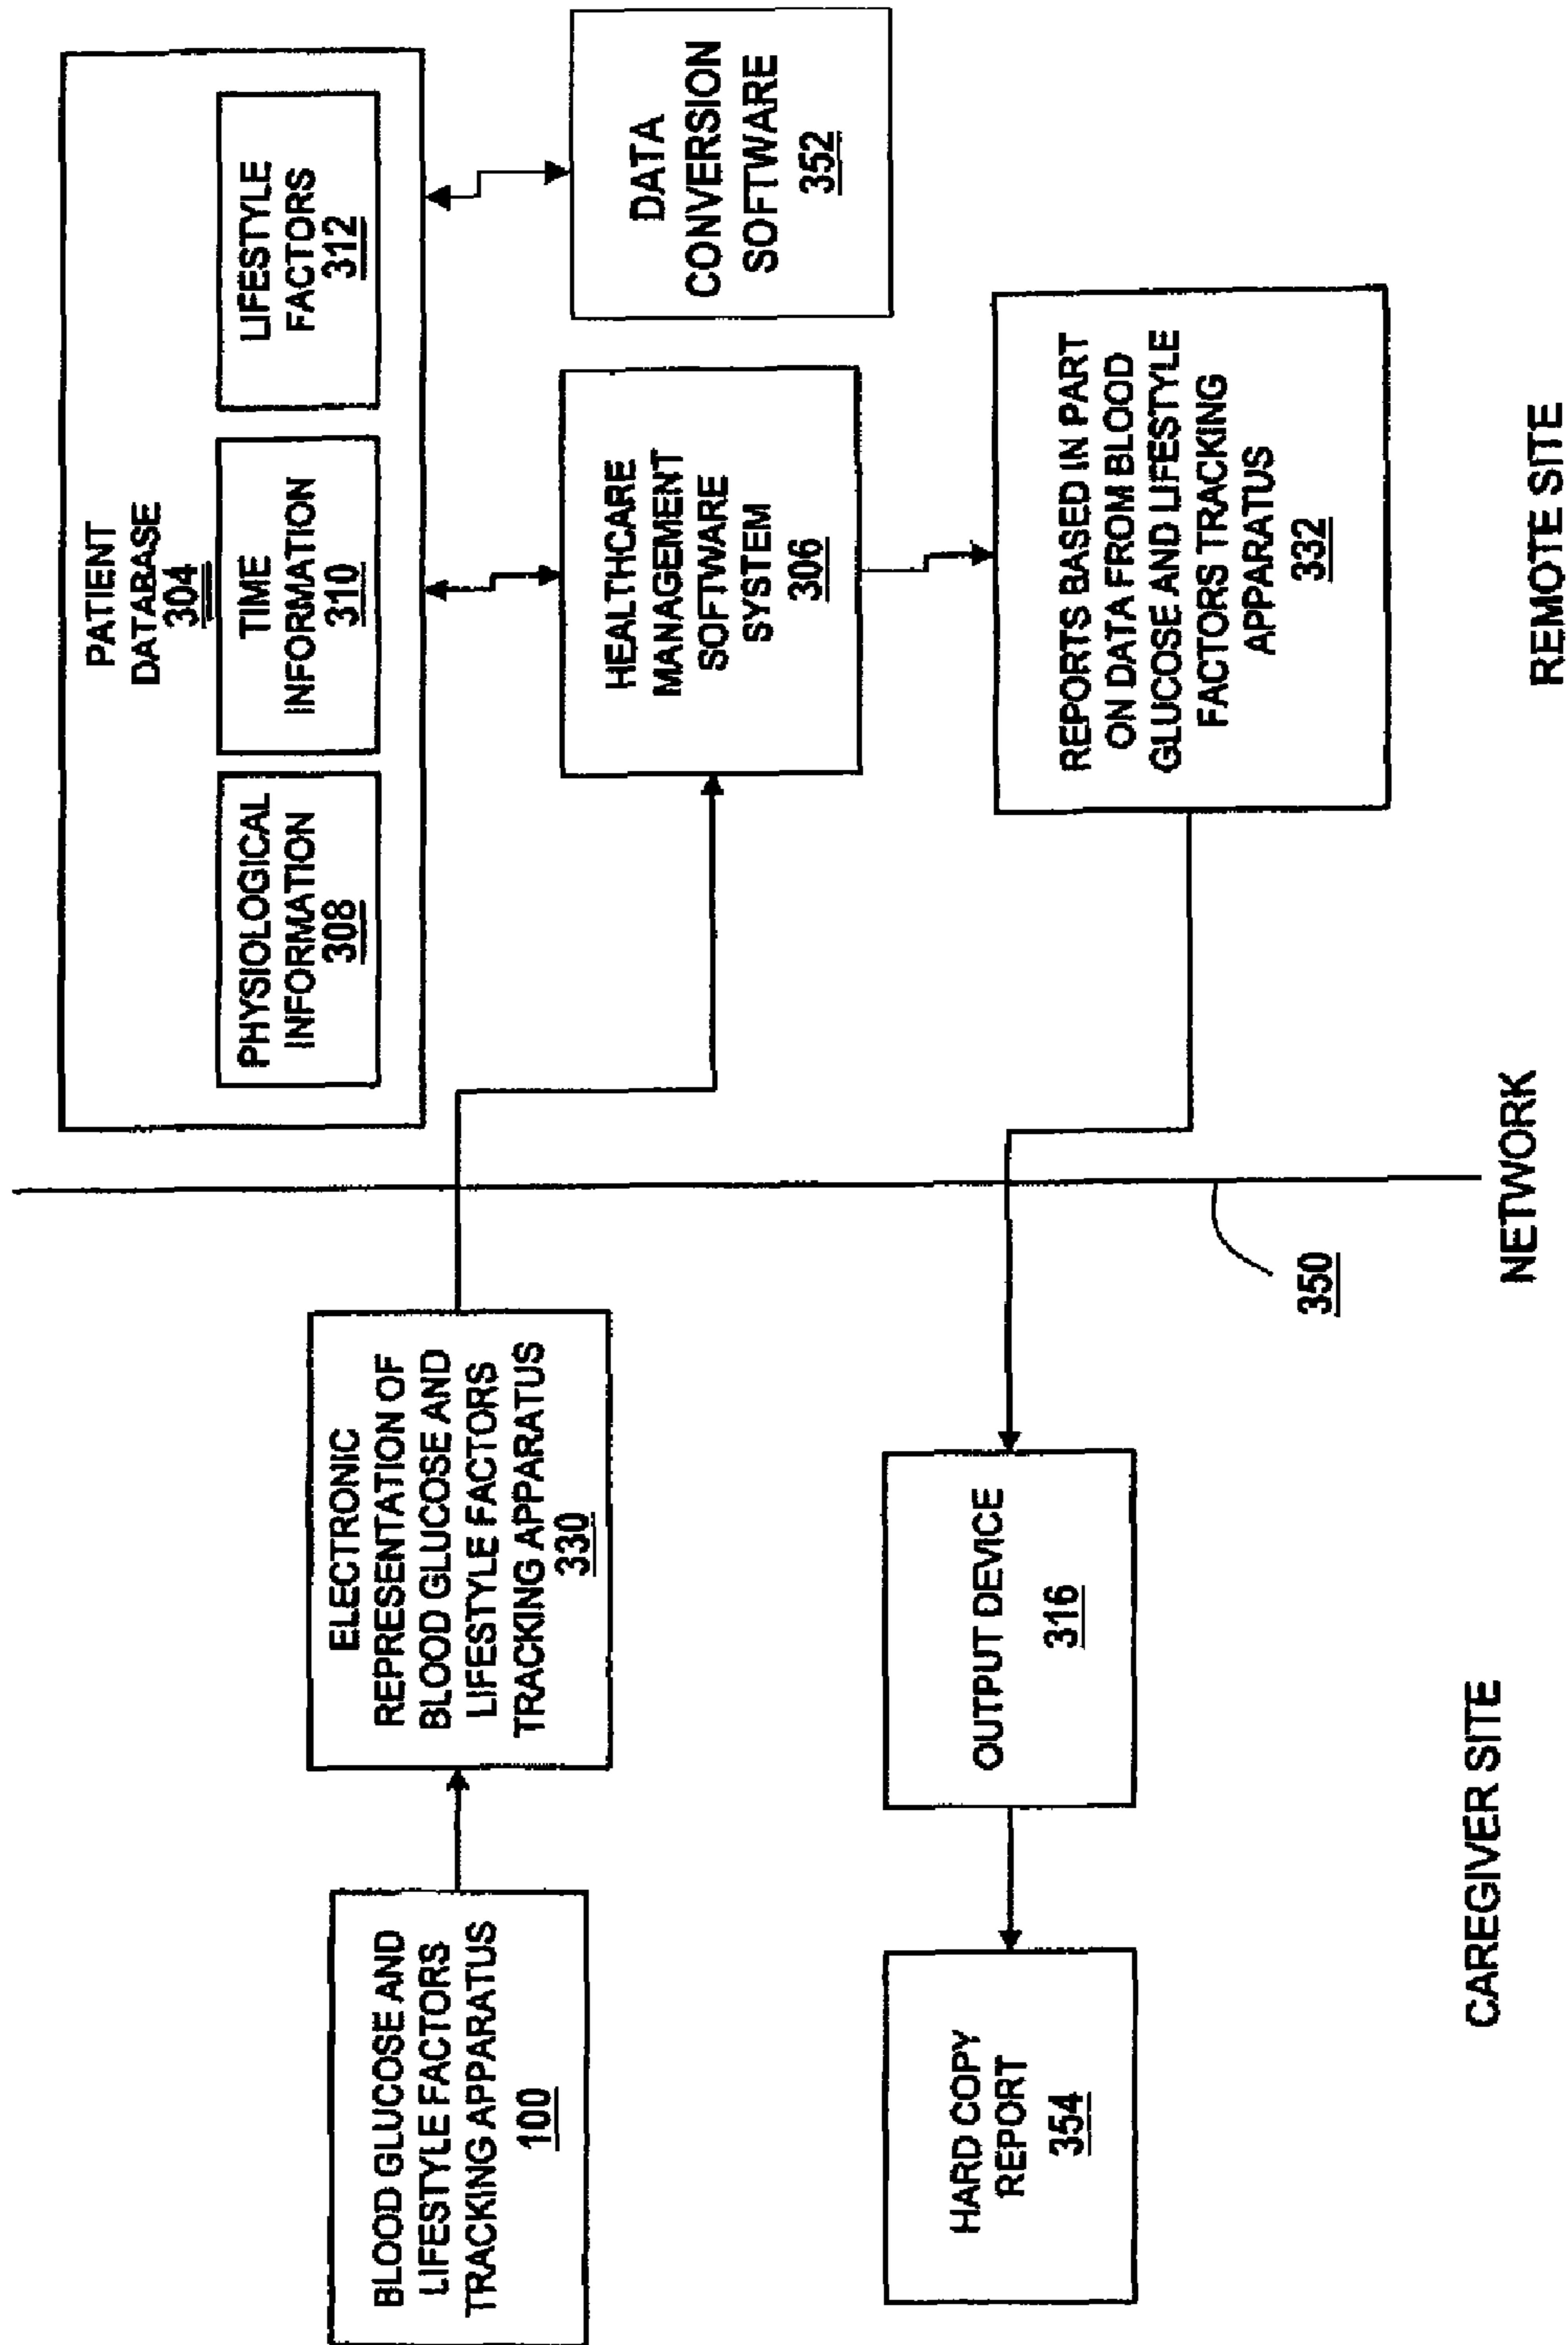 BLOOD GLUCOSE AND
LIFESTYLE FACTORS
TRACKING APPARATUS
100
ELECTRONIC
REPRESENTATION OF
BLOOD GLUCOSE AND
LIFESTYLE FACTORS
TRACKING APPARATUS
330
PATIENT
DATABASE
304
PHYSIOLOGICAL
INFORMATION
308
TIME
INFORMATION
310
LIFESTYLE
FACTORS
312
HEALTHCARE
MANAGEMENT
SOFTWARE
SYSTEM
306
DATA
CONVERSION
SOFTWARE
352
HARD COPY
REPORT
354
OUTPUT DEVICE
316
REPORTS BASED IN PART
ON DATA FROM BLOOD
GLUCOSE AND LIFESTYLE
FACTORS TRACKING
APPARATUS
332
350
CAREGIVER SITE
NETWORK
REMOTE SITE